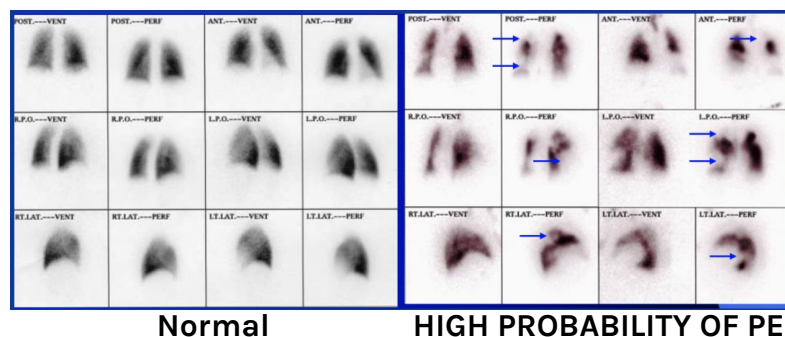 POST.---VENT POST.---PERF ANT.---VENT ANT.---PERF
R.P.O.---VENT R.P.O.---PERF L.P.O.---VENT L.P.O.---PERF
RT.LAT.---VENT RT.LAT.---PERF LT.LAT.---VENT LT.LAT.---PERF
Normal
POST.---VENT POST.---PERF ANT.---VENT ANT.---PERF
R.P.O.---VENT R.P.O.---PERF L.P.O.---VENT L.P.O.---PERF
RT.LAT.---VENT RT.LAT.---PERF LT.LAT.---VENT LT.LAT.---PERF
HIGH PROBABILITY OF PE